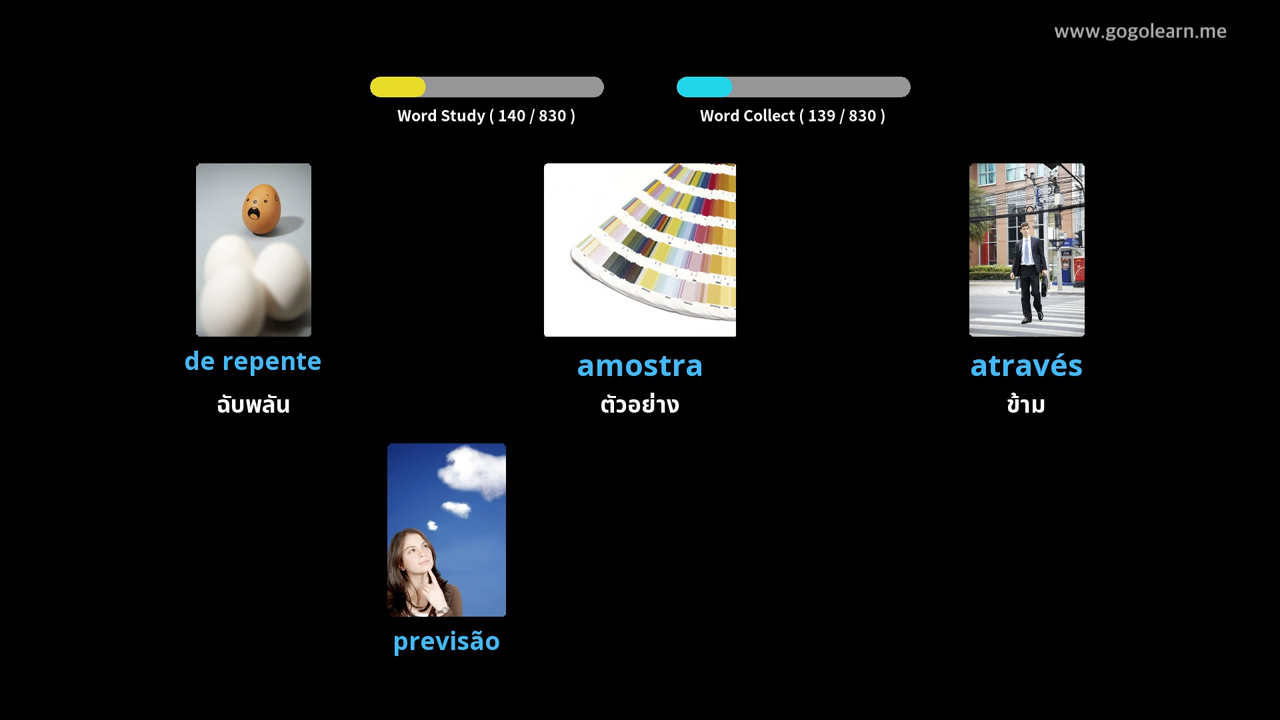 www.gogolearn.me
Word Study ( 140 / 830 )
Word Collect ( 139 / 830 )
de repente
amostra
através
ฉับพลัน
ตัวอย่าง
ข้าม
previsão